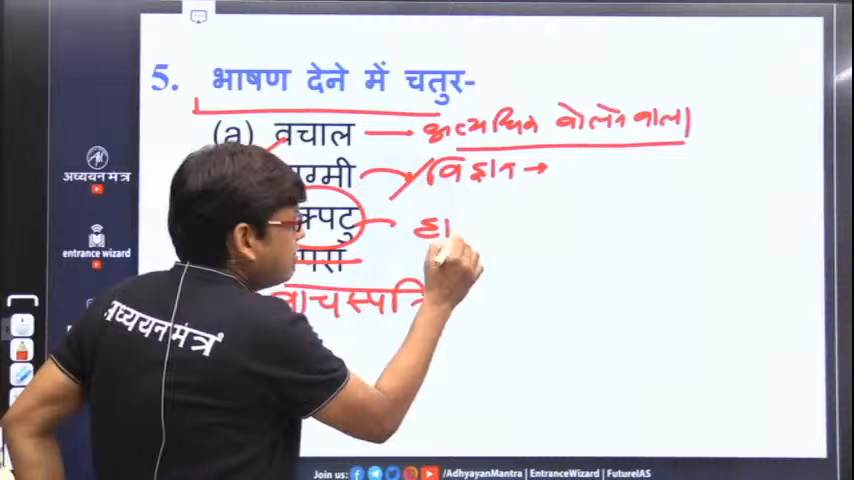 5. भाषण देने में चतुर-
(a) वचाल
अत्यधिक बोलने वाला
ग्मी
विद्वान
क्पटु
हा
परा
वाचस्पति
अध्ययन मंत्र
entrance wizard
अध्ययनमंत्रं
Join us: /AdhyayanMantra | EntranceWizard | FutureIAS